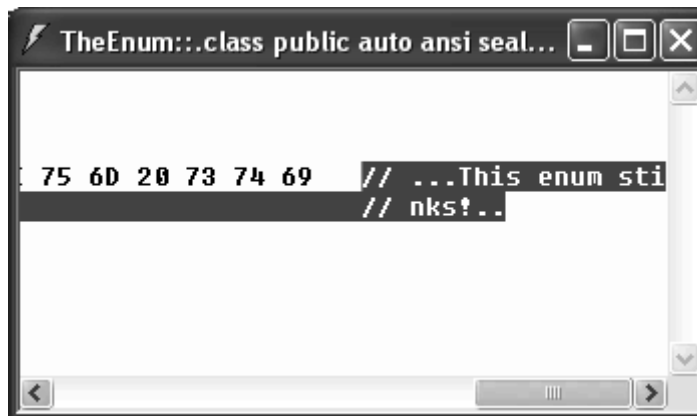 TheEnum::.class public auto ansi seal...
75 6D 20 73 74 69 // ...This enum sti
// nks!..